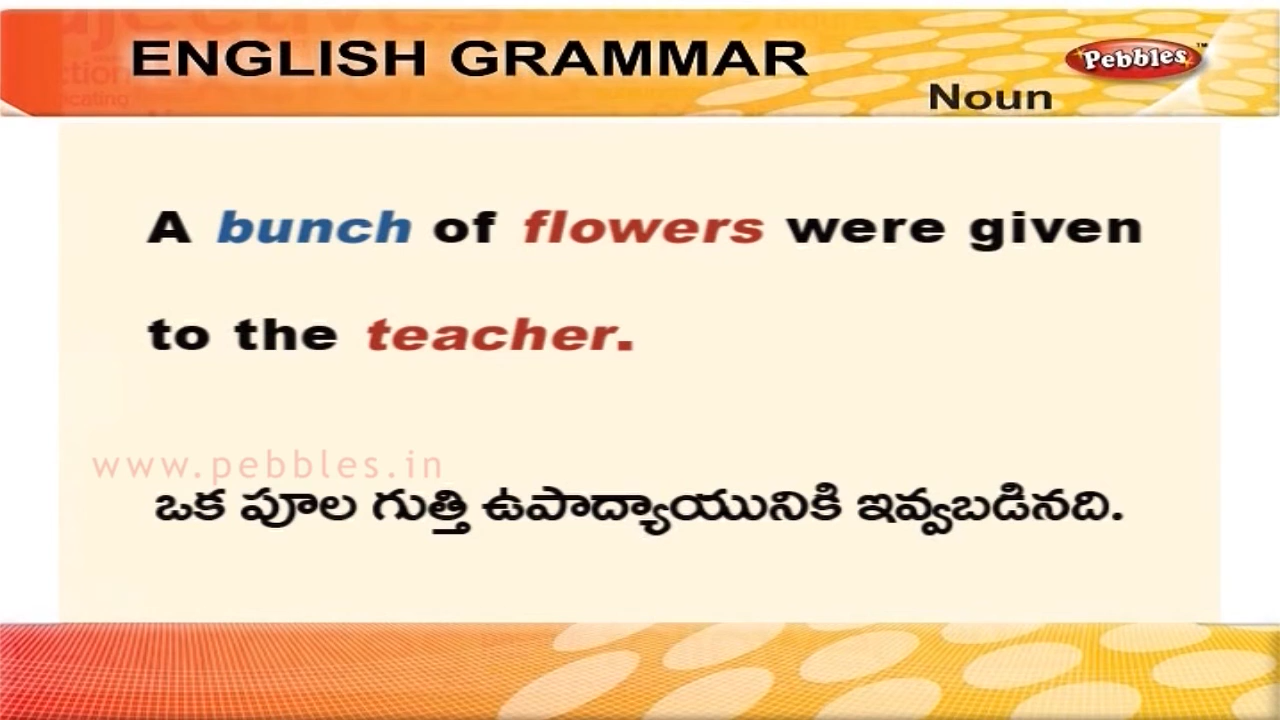 ENGLISH GRAMMAR
Pebbles™
Noun
A bunch of flowers were given
to the teacher.
www.pebbles.in
ఒక పూల గుత్తి ఉపాద్యాయునికి ఇవ్వబడినది.